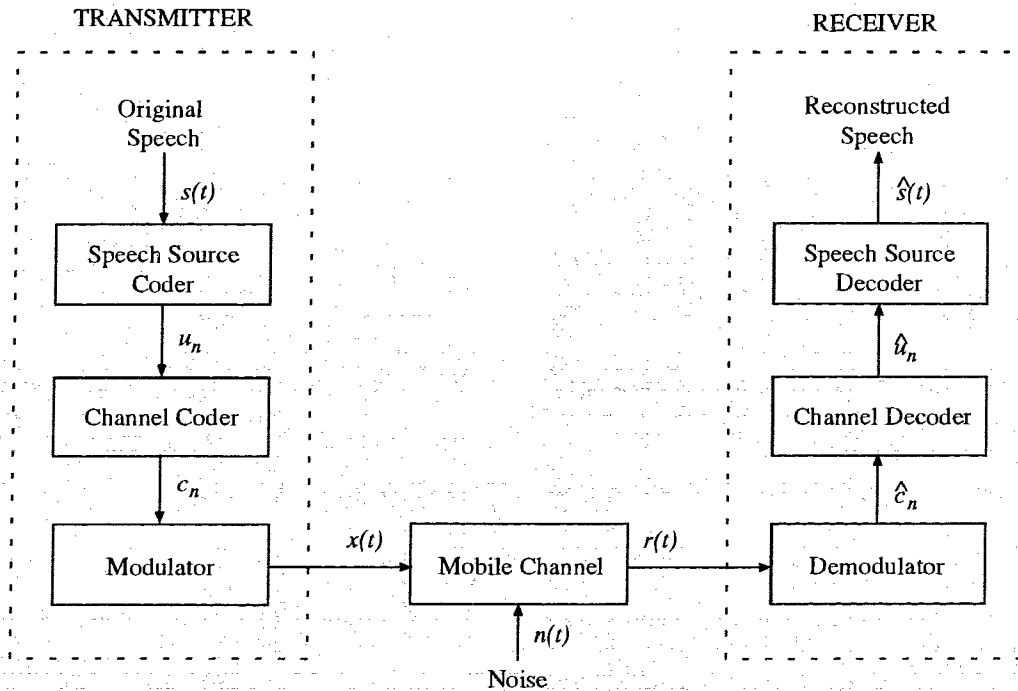 TRANSMITTER
Original
Speech
s(t)
Speech Source
Coder
u_n
Channel Coder
c_n
Modulator
x(t)
Mobile Channel
n(t)
Noise
r(t)
RECEIVER
Reconstructed
Speech
ŝ(t)
Speech Source
Decoder
û_n
Channel Decoder
ĉ_n
Demodulator